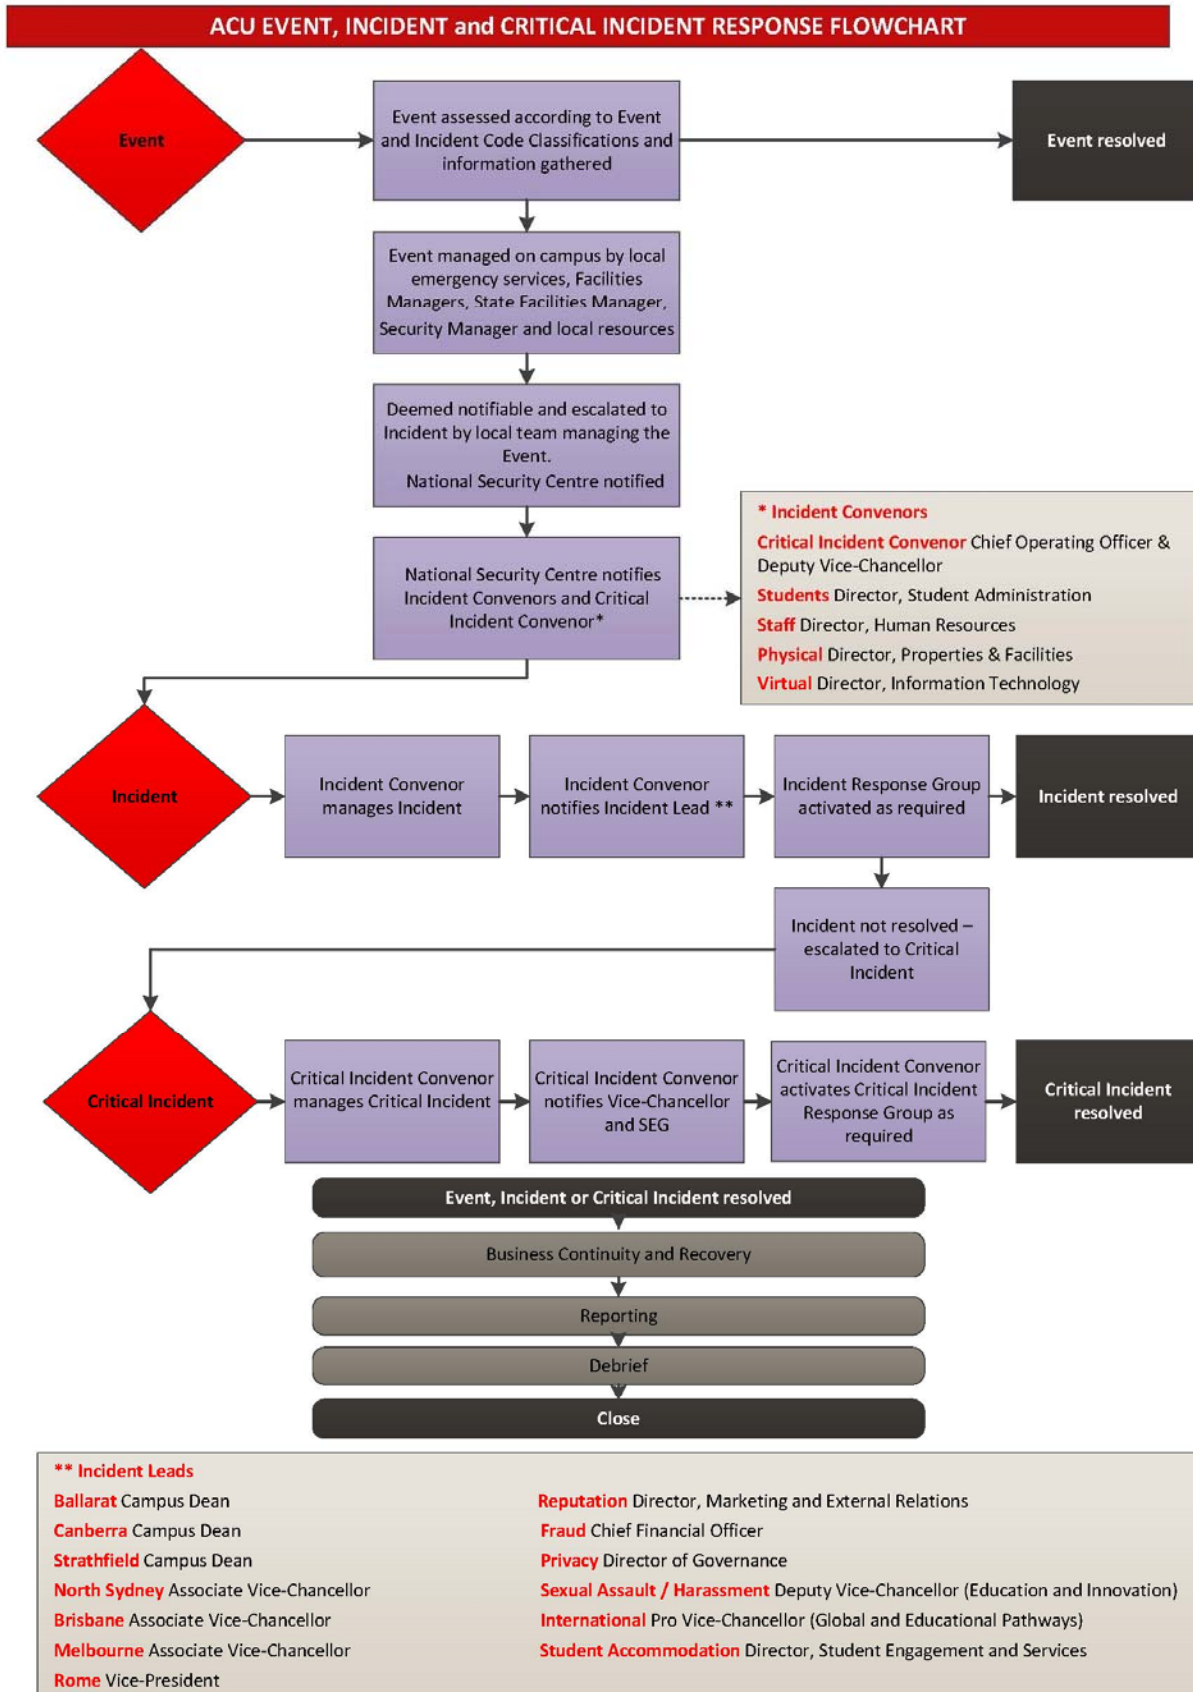 ACU EVENT, INCIDENT and CRITICAL INCIDENT RESPONSE FLOWCHART
Event
Event assessed according to Event
and Incident Code Classifications and
information gathered
Event resolved
Event managed on campus by local
emergency services, Facilities
Managers, State Facilities Manager,
Security Manager and local resources
Deemed notifiable and escalated to
Incident by local team managing the
Event.
National Security Centre notified
National Security Centre notifies
Incident Convenors and Critical
Incident Convenor*
* Incident Convenors
Critical Incident Convenor Chief Operating Officer &
Deputy Vice-Chancellor
Students Director, Student Administration
Staff Director, Human Resources
Physical Director, Properties & Facilities
Virtual Director, Information Technology
Incident
Incident Convenor
manages Incident
Incident Convenor
notifies Incident Lead **
Incident Response Group
activated as required
Incident resolved
Incident not resolved –
escalated to Critical
Incident
Critical Incident
Critical Incident Convenor
manages Critical Incident
Critical Incident Convenor
notifies Vice-Chancellor
and SEG
Critical Incident Convenor
activates Critical Incident
Response Group as
required
Critical Incident
resolved
Event, Incident or Critical Incident resolved
Business Continuity and Recovery
Reporting
Debrief
Close
** Incident Leads
Ballarat Campus Dean
Canberra Campus Dean
Strathfield Campus Dean
North Sydney Associate Vice-Chancellor
Brisbane Associate Vice-Chancellor
Melbourne Associate Vice-Chancellor
Rome Vice-President
Reputation Director, Marketing and External Relations
Fraud Chief Financial Officer
Privacy Director of Governance
Sexual Assault / Harassment Deputy Vice-Chancellor (Education and Innovation)
International Pro Vice-Chancellor (Global and Educational Pathways)
Student Accommodation Director, Student Engagement and Services